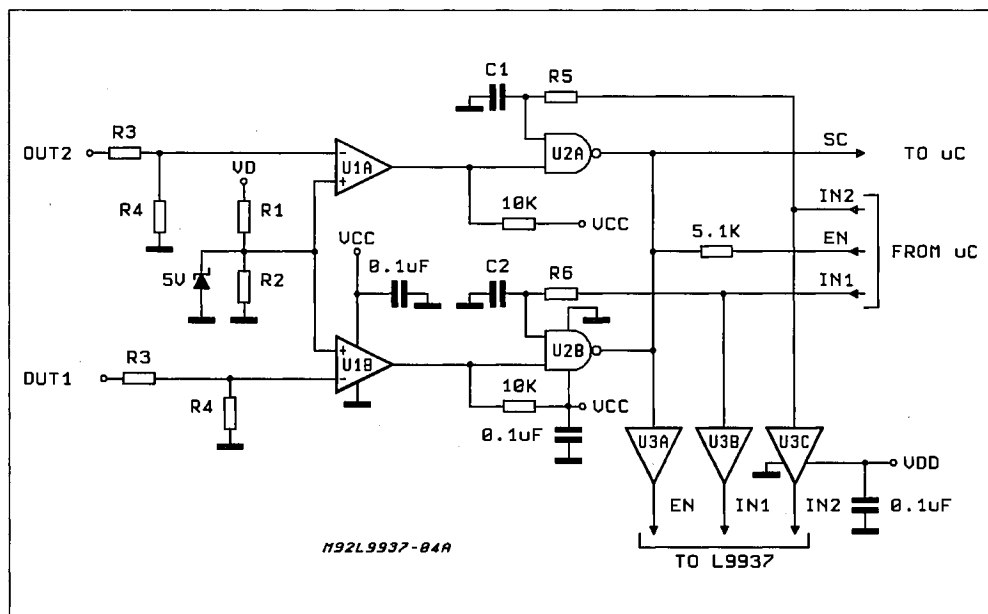 C1
R5
R3
OUT2
U2A
SC
TO uC
-
U1A
+
VD
IN2
R4
R1
10K
VCC
5.1K
EN
FROM uC
VCC
0.1uF
C2
R6
IN1
5V
R2
+
U1B
-
U2B
R3
OUT1
10K
R4
VCC
0.1uF
U3A
U3B
U3C
VDD
EN
IN1
IN2
0.1uF
M92L9937-04A
TO L9937